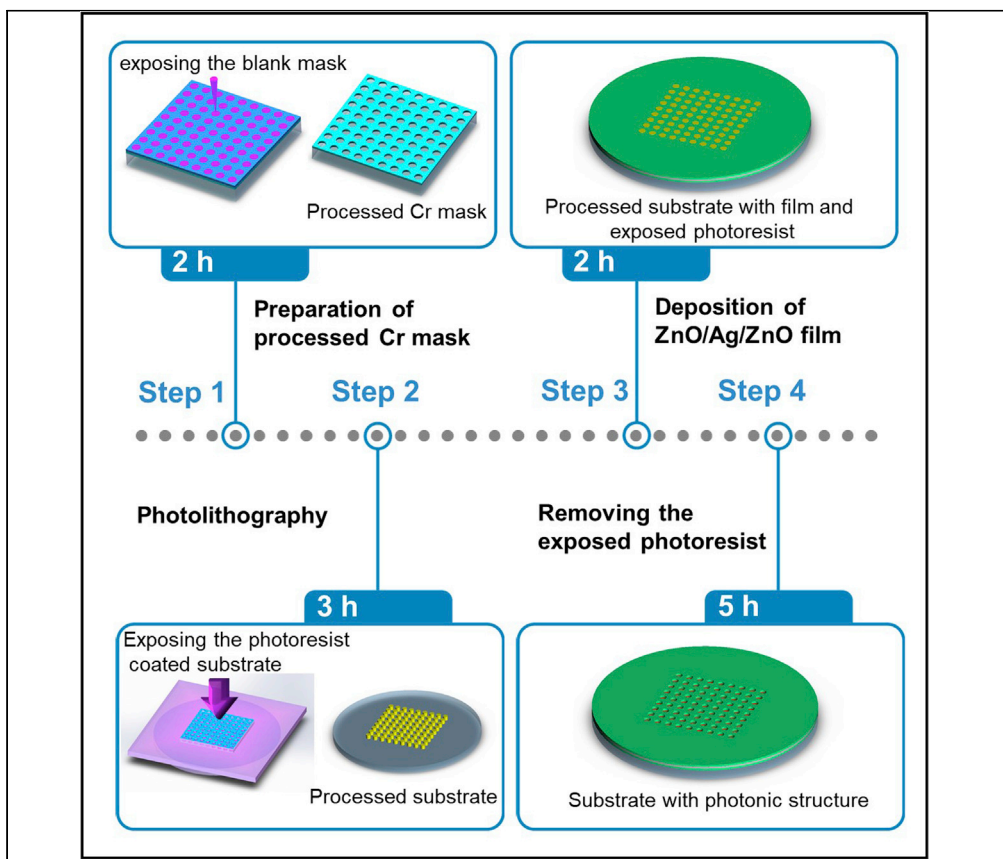 exposing the blank mask
Processed Cr mask
2 h
Preparation of
processed Cr mask
Step 1
Step 2
Photolithography
3 h
Exposing the photoresist
coated substrate
Processed substrate
Processed substrate with film and
exposed photoresist
2 h
Deposition of
ZnO/Ag/ZnO film
Step 3
Step 4
Removing the
exposed photoresist
5 h
Substrate with photonic structure